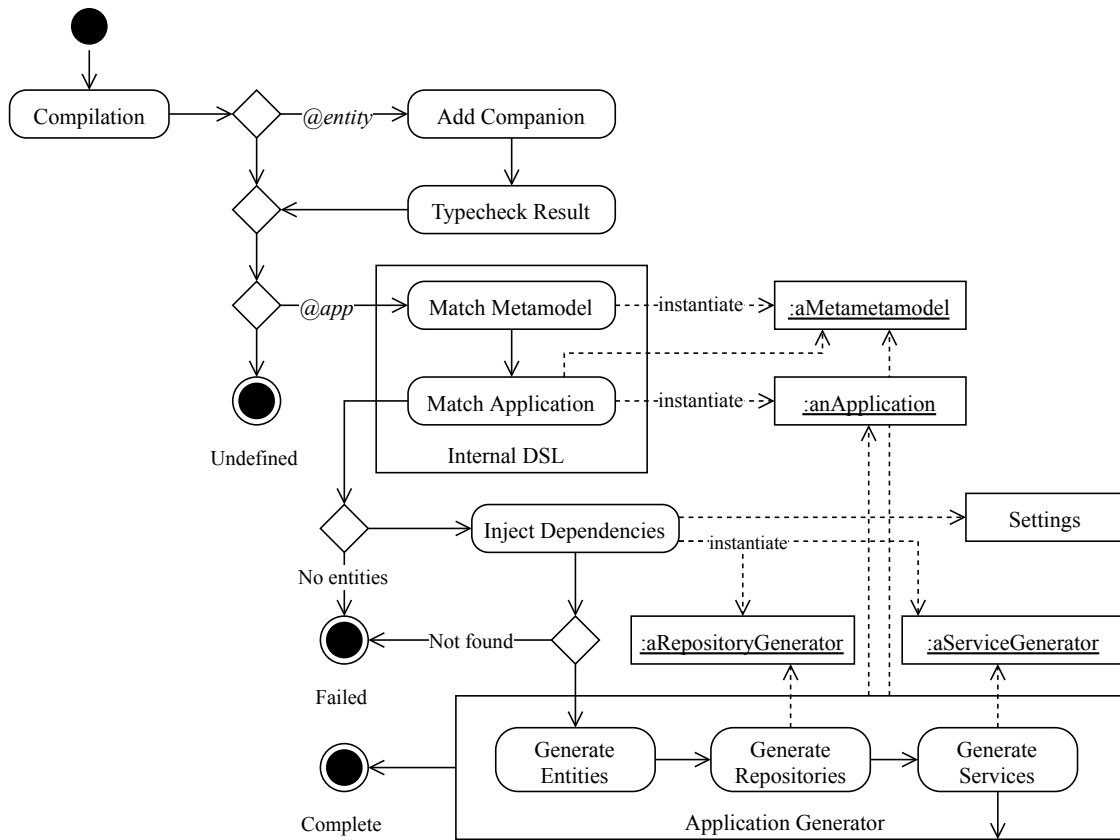 Compilation
@entity
Add Companion
Typecheck Result
@app
Match Metamodel
instantiate
:aMetametamodel
Match Application
instantiate
:anApplication
Internal DSL
Undefined
Inject Dependencies
Settings
instantiate
No entities
Not found
:aRepositoryGenerator
:aServiceGenerator
Failed
Generate
Entities
Generate
Repositories
Generate
Services
Complete
Application Generator